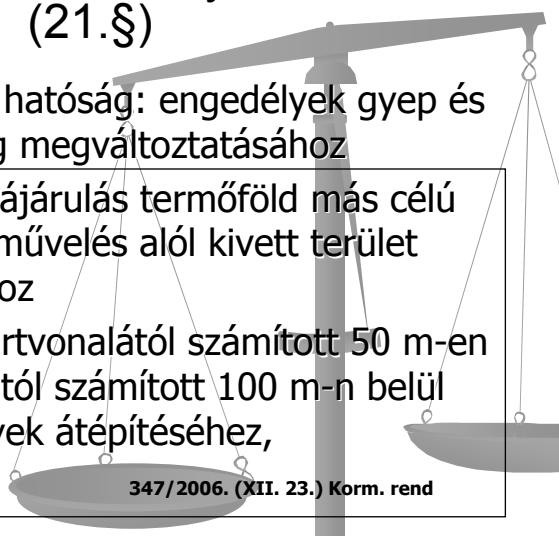 (21.§)
hatóság: engedélyek gyep és
megváltoztatásához
ájárulás termőföld más célú
művelés alól kivett terület
oz
rtvonalától számított 50 m-en
tól számított 100 m-n belül
yek átépítéséhez,
347/2006. (XII. 23.) Korm. rend